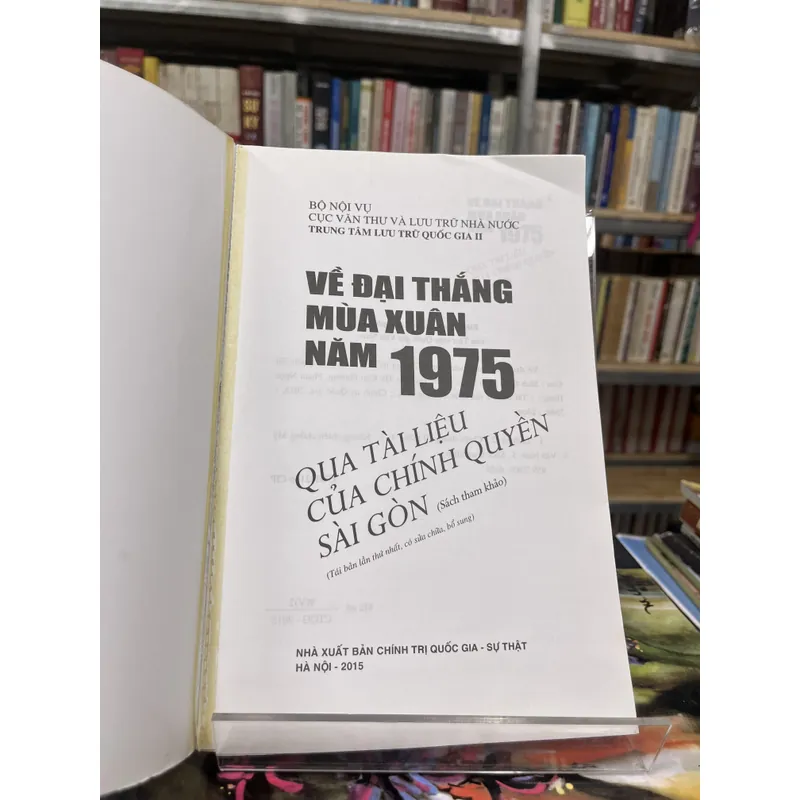 BỘ NỘI VỤ
CỤC VĂN THƯ VÀ LƯU TRỮ NHÀ NƯỚC
TRUNG TÂM LƯU TRỮ QUỐC GIA II
VỀ ĐẠI THẮNG
MÙA XUÂN
NĂM 1975
QUA TÀI LIỆU
CỦA CHÍNH QUYỀN
SÀI GÒN (Sách tham khảo)
(Tái bản lần thứ nhất, có sửa chữa, bổ sung)
NHÀ XUẤT BẢN CHÍNH TRỊ QUỐC GIA - SỰ THẬT
HÀ NỘI - 2015